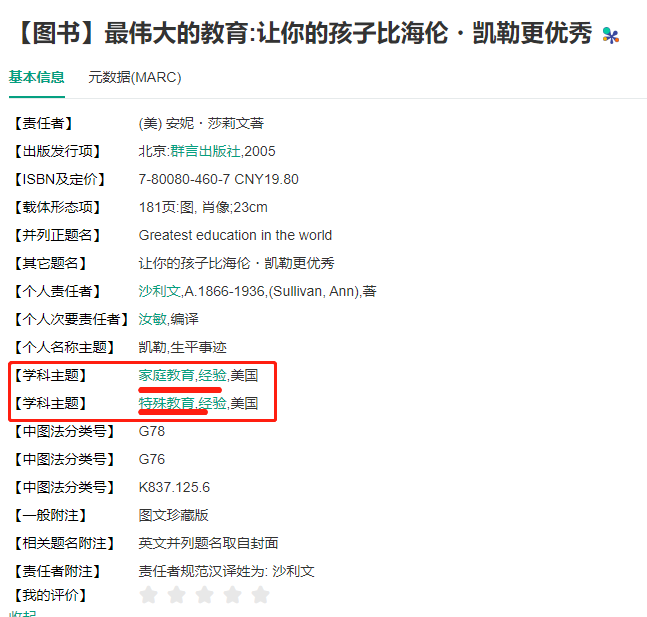 【图书】最伟大的教育:让你的孩子比海伦·凯勒更优秀
基本信息 元数据(MARC)
【责任者】 (美) 安妮·莎莉文著
【出版发行项】 北京:群言出版社,2005
【ISBN及定价】 7-80080-460-7 CNY19.80
【载体形态项】 181页:图, 肖像;23cm
【并列正题名】 Greatest education in the world
【其它题名】 让你的孩子比海伦·凯勒更优秀
【个人责任者】 沙利文,A.1866-1936,(Sullivan, Ann),著
【个人次要责任者】 汝敏,编译
【个人名称主题】 凯勒,生平事迹
【学科主题】 家庭教育,经验,美国
【学科主题】 特殊教育,经验,美国
【中图法分类号】 G78
【中图法分类号】 G76
【中图法分类号】 K837.125.6
【一般附注】 图文珍藏版
【相关题名附注】 英文并列题名取自封面
【责任者附注】 责任者规范汉译姓为: 沙利文
【我的评价】
收起